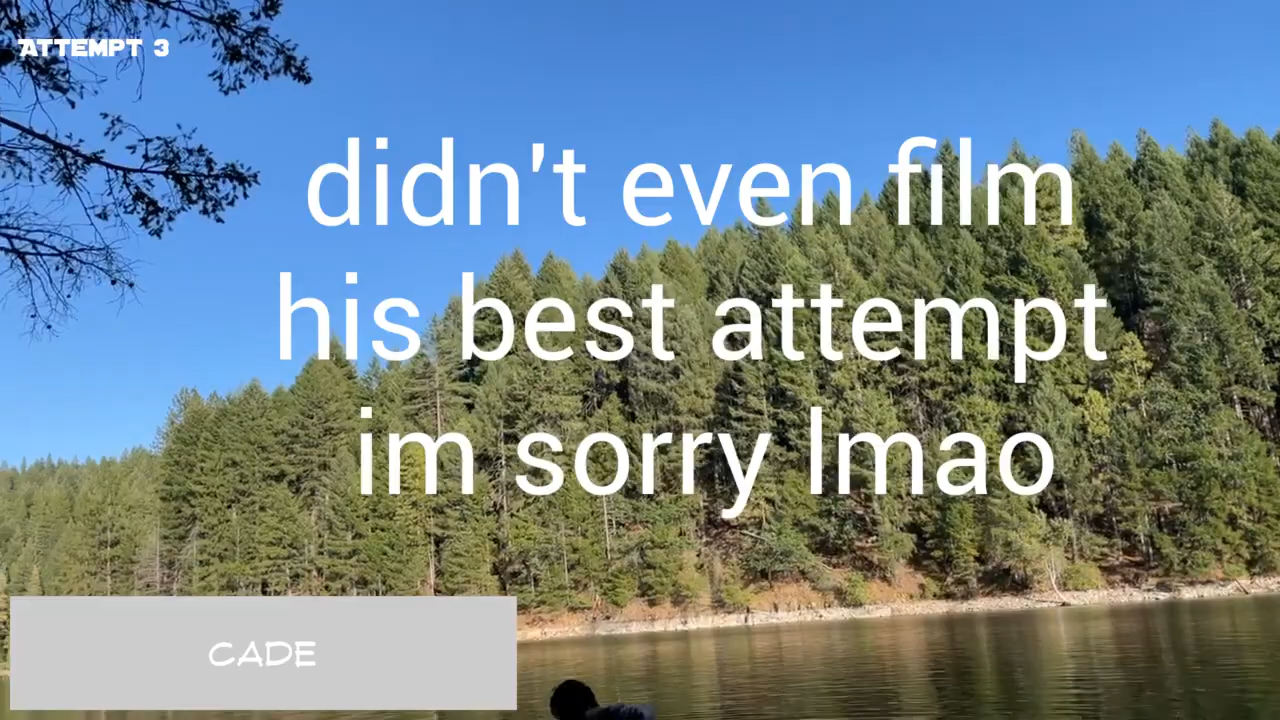 ATTEMPT 3
didn't even film
his best attempt
im sorry lmao
CADE